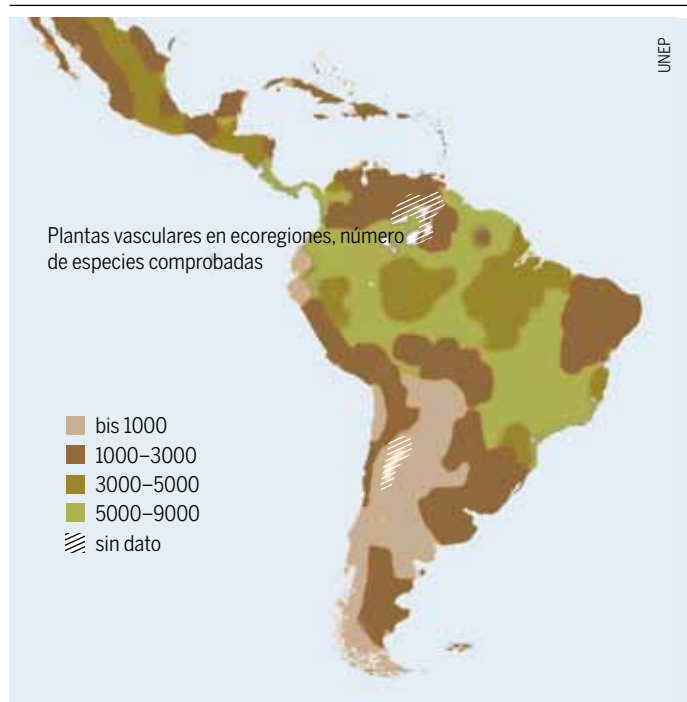 UNEP
Plantas vasculares en ecoregiones, número
de especies comprobadas
bis 1000
1000–3000
3000–5000
5000–9000
sin dato